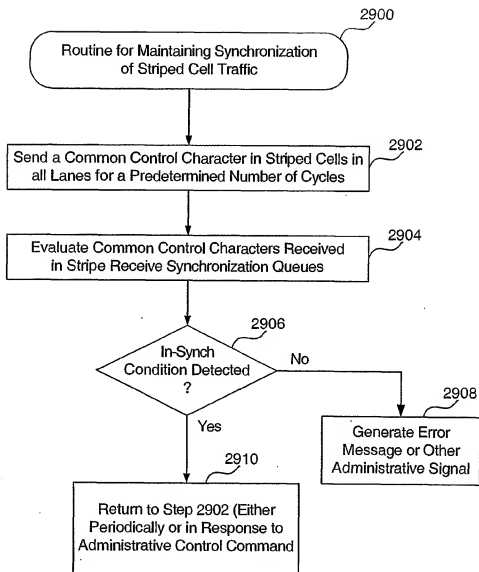 2900
Routine for Maintaining Synchronization
of Striped Cell Traffic
2902
Send a Common Control Character in Striped Cells in
all Lanes for a Predetermined Number of Cycles
2904
Evaluate Common Control Characters Received
in Stripe Receive Synchronization Queues
2906
In-Synch
Condition Detected
?
No
Yes
2908
Generate Error
Message or Other
Administrative Signal
2910
Return to Step 2902 (Either
Periodically or in Response to
Administrative Control Command